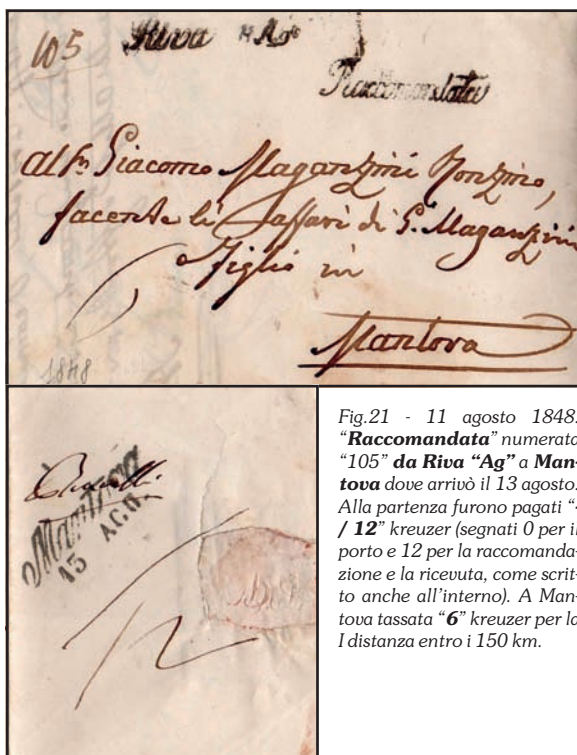 105 Riva 11 Ag.
Raccomandata
Giacomo Maganzini
facente li affari di G. Maganzini
Figlio in
Mantova
1848
Mantova
13 AGO.
12
Fig.21 - 11 agosto 1848.
“Raccomandata” numerata
“105” da Riva “Ag” a Man-
tova dove arrivò il 13 agosto.
Alla partenza furono pagati “-
/ 12” kreuzer (segnati 0 per il
porto e 12 per la raccomanda-
zione e la ricevuta, come scrit-
to anche all’interno). A Man-
tova tassata “6” kreuzer per la
I distanza entro i 150 km.